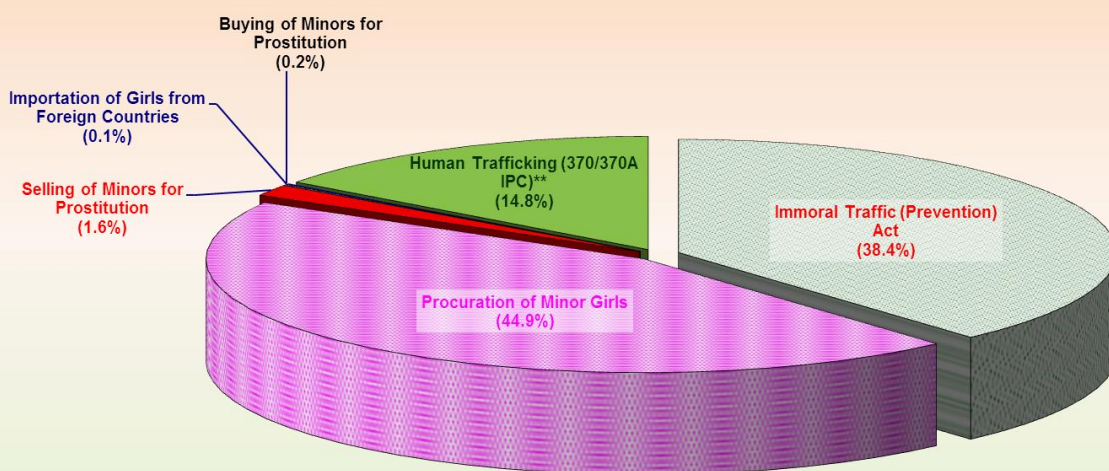 Buying of Minors for
Prostitution
(0.2%)
Importation of Girls from
Foreign Countries
(0.1%)
Selling of Minors for
Prostitution
(1.6%)
Human Trafficking (370/370A
IPC)**
(14.8%)
Immoral Traffic (Prevention)
Act
(38.4%)
Procuration of Minor Girls
(44.9%)